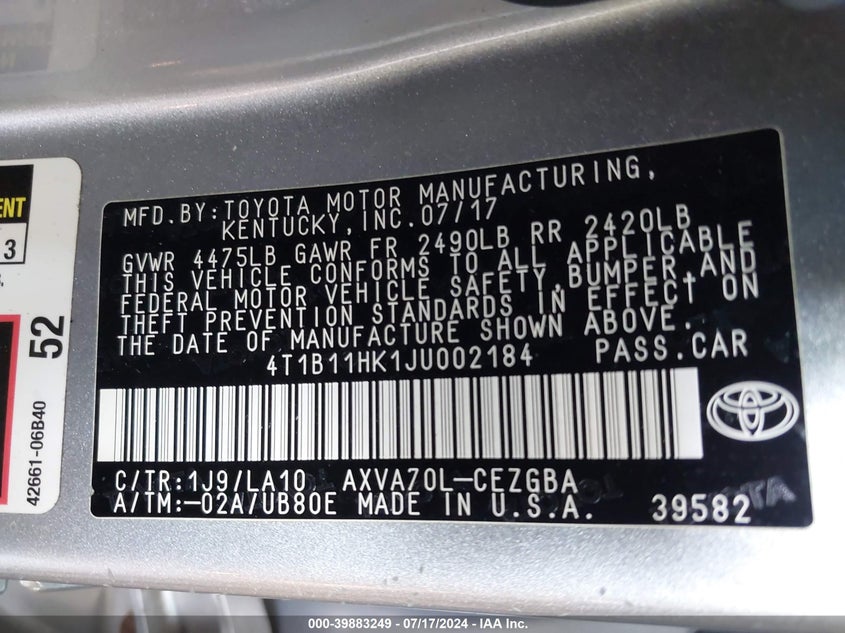 MFD.BY:TOYOTA MOTOR MANUFACTURING,
KENTUCKY,INC.07/17
GVWR 4475LB GAWR FR 2490LB RR 2420LB
THIS VEHICLE CONFORMS TO ALL APPLICABLE
FEDERAL MOTOR VEHICLE SAFETY,BUMPER,AND
THEFT PREVENTION STANDARDS IN EFFECT ON
THE DATE OF MANUFACTURE SHOWN ABOVE.
4T1B11HK1JU002184 PASS.CAR
C/TR:1J9/LA10 AXVA70L-CEZGBA
A/TM:-02A/UB80E MADE IN U.S.A. 39582
ENT
3
52
42661-06B40
000-39883249 - 07/17/2024 - IAA Inc.